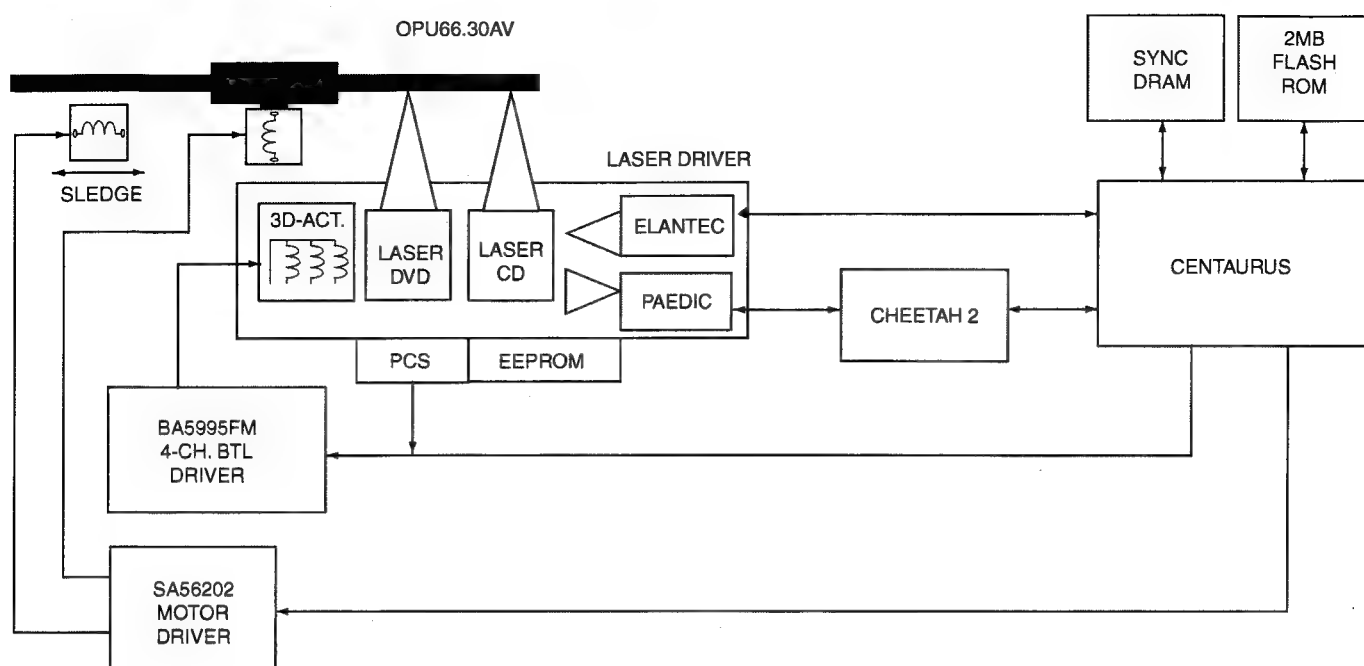 OPU66.30AV
SYNC
DRAM
2MB
FLASH
ROM
SLEDGE
LASER DRIVER
3D-ACT.
LASER
DVD
LASER
CD
ELANTEC
PAEDIC
CHEETAH 2
CENTAURUS
PCS
EEPROM
BA5995FM
4-CH. BTL
DRIVER
SA56202
MOTOR
DRIVER